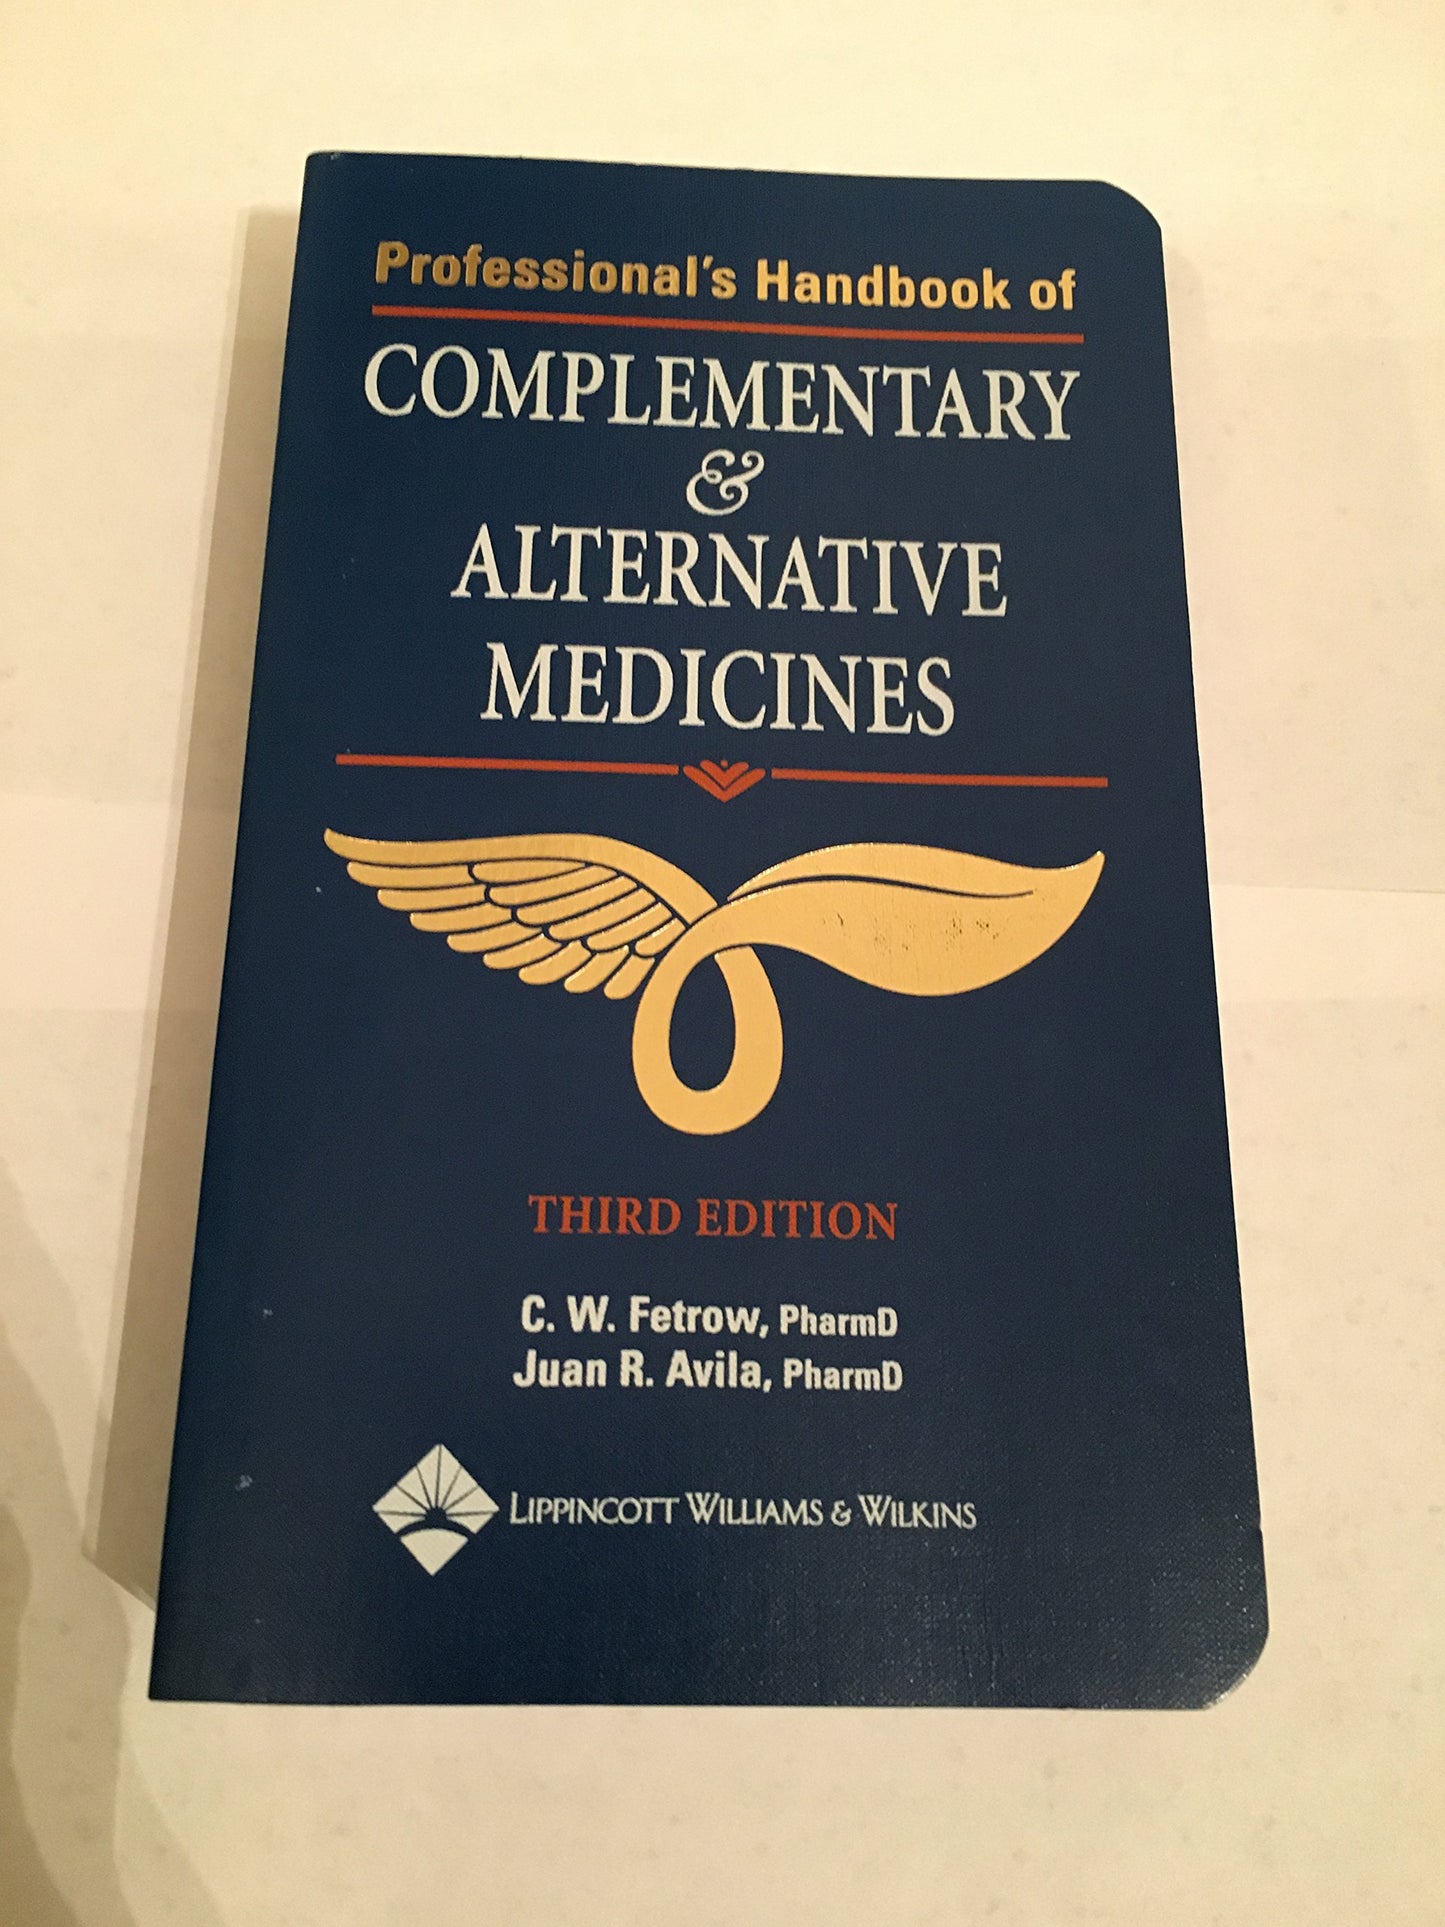 Professional's Handbook of
COMPLEMENTARY
&
ALTERNATIVE
MEDICINES
THIRD EDITION
C. W. Fetrow, PharmD
Juan R. Avila, PharmD
LIPPINCOTT WILLIAMS & WILKINS